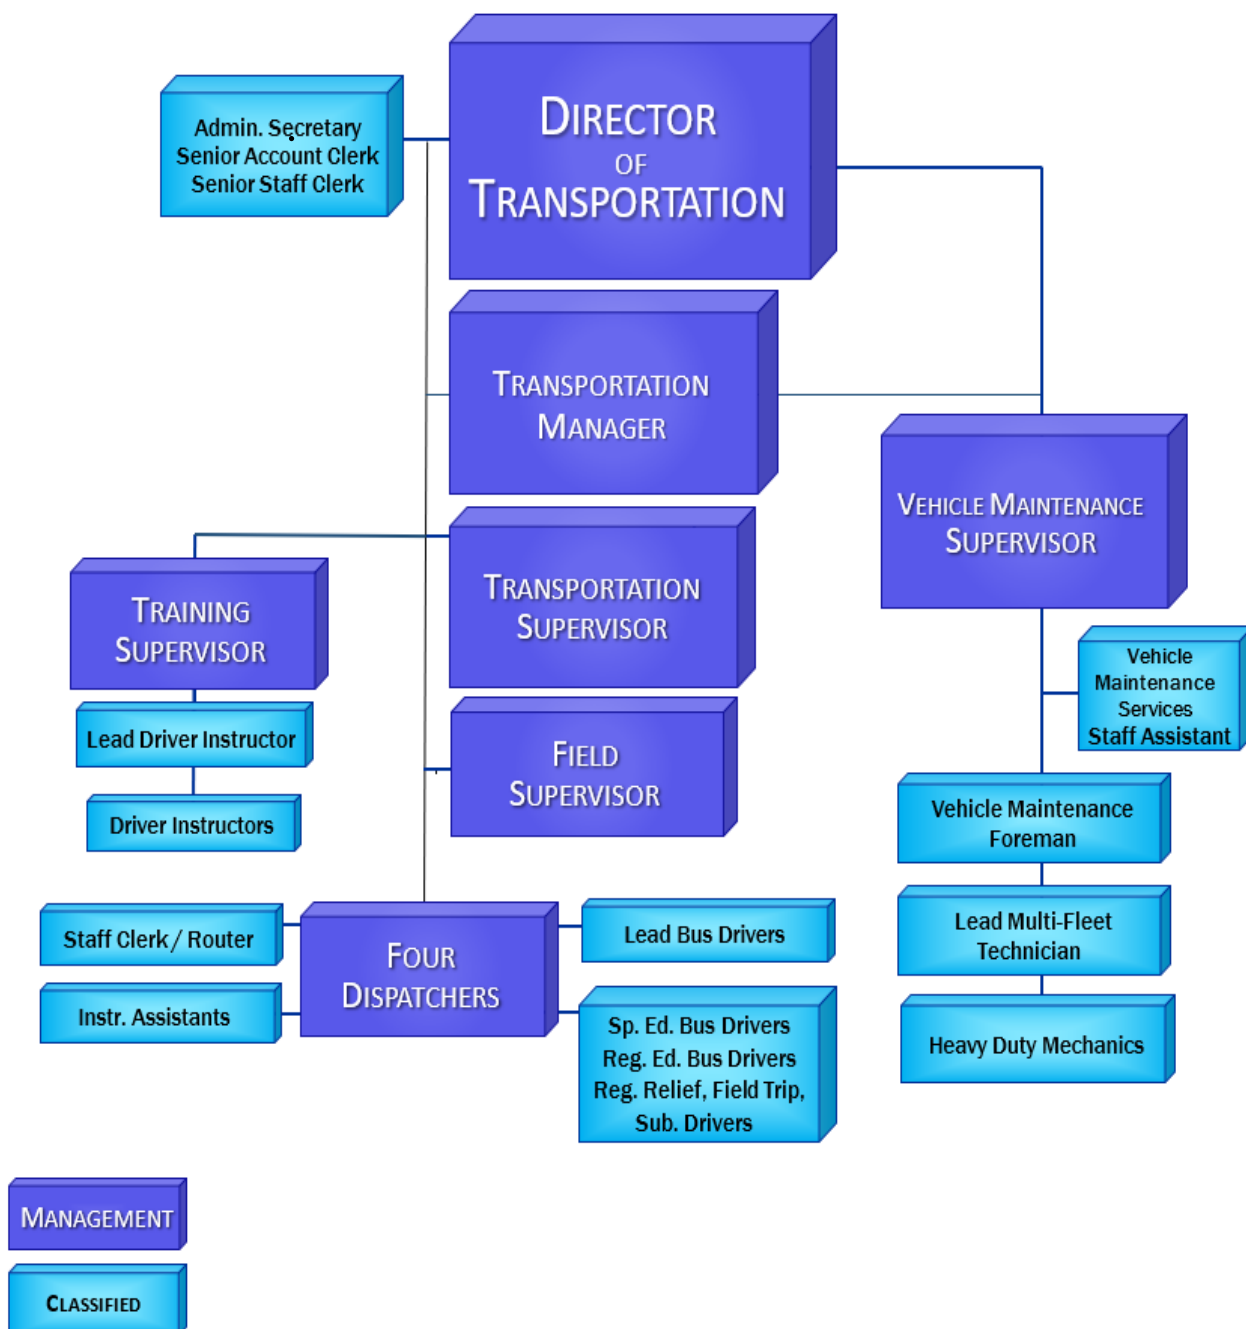 DIRECTOR
OF
TRANSPORTATION
Admin. Secretary
Senior Account Clerk
Senior Staff Clerk
TRANSPORTATION
MANAGER
VEHICLE MAINTENANCE
SUPERVISOR
TRANSPORTATION
SUPERVISOR
TRAINING
SUPERVISOR
Lead Driver Instructor
Driver Instructors
FIELD
SUPERVISOR
Vehicle
Maintenance
Services
Staff Assistant
Vehicle Maintenance
Foreman
Lead Multi-Fleet
Technician
Heavy Duty Mechanics
Staff Clerk / Router
Instr. Assistants
FOUR
DISPATCHERS
Lead Bus Drivers
Sp. Ed. Bus Drivers
Reg. Ed. Bus Drivers
Reg. Relief, Field Trip,
Sub. Drivers
MANAGEMENT
CLASSIFIED